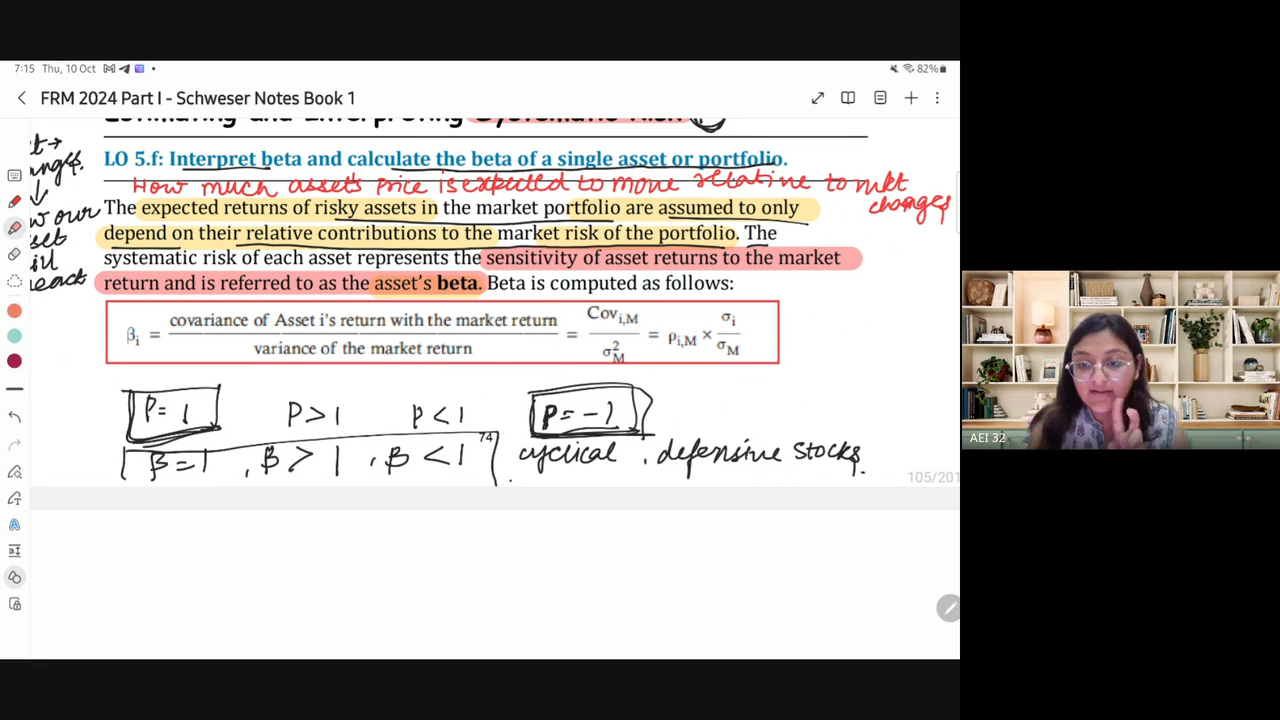 7:15 Thu, 10 Oct
82%
FRM 2024 Part I - Schweser Notes Book 1
Estimating and Interpreting Systematic Risk
LO 5.f: Interpret beta and calculate the beta of a single asset or portfolio.
How much asset's price is expected to move relative to mkt changes
The expected returns of risky assets in the market portfolio are assumed to only
depend on their relative contributions to the market risk of the portfolio. The
systematic risk of each asset represents the sensitivity of asset returns to the market
return and is referred to as the asset's beta. Beta is computed as follows:
βi = covariance of Asset i's return with the market return / variance of the market return = Covi,M / σ²M = ρi,M × σi / σM
P = 1 P > 1 P < 1 P = -1
74
β = 1 , β > 1 , β < 1 cyclical , defensive stocks.
105/201
AEI 32